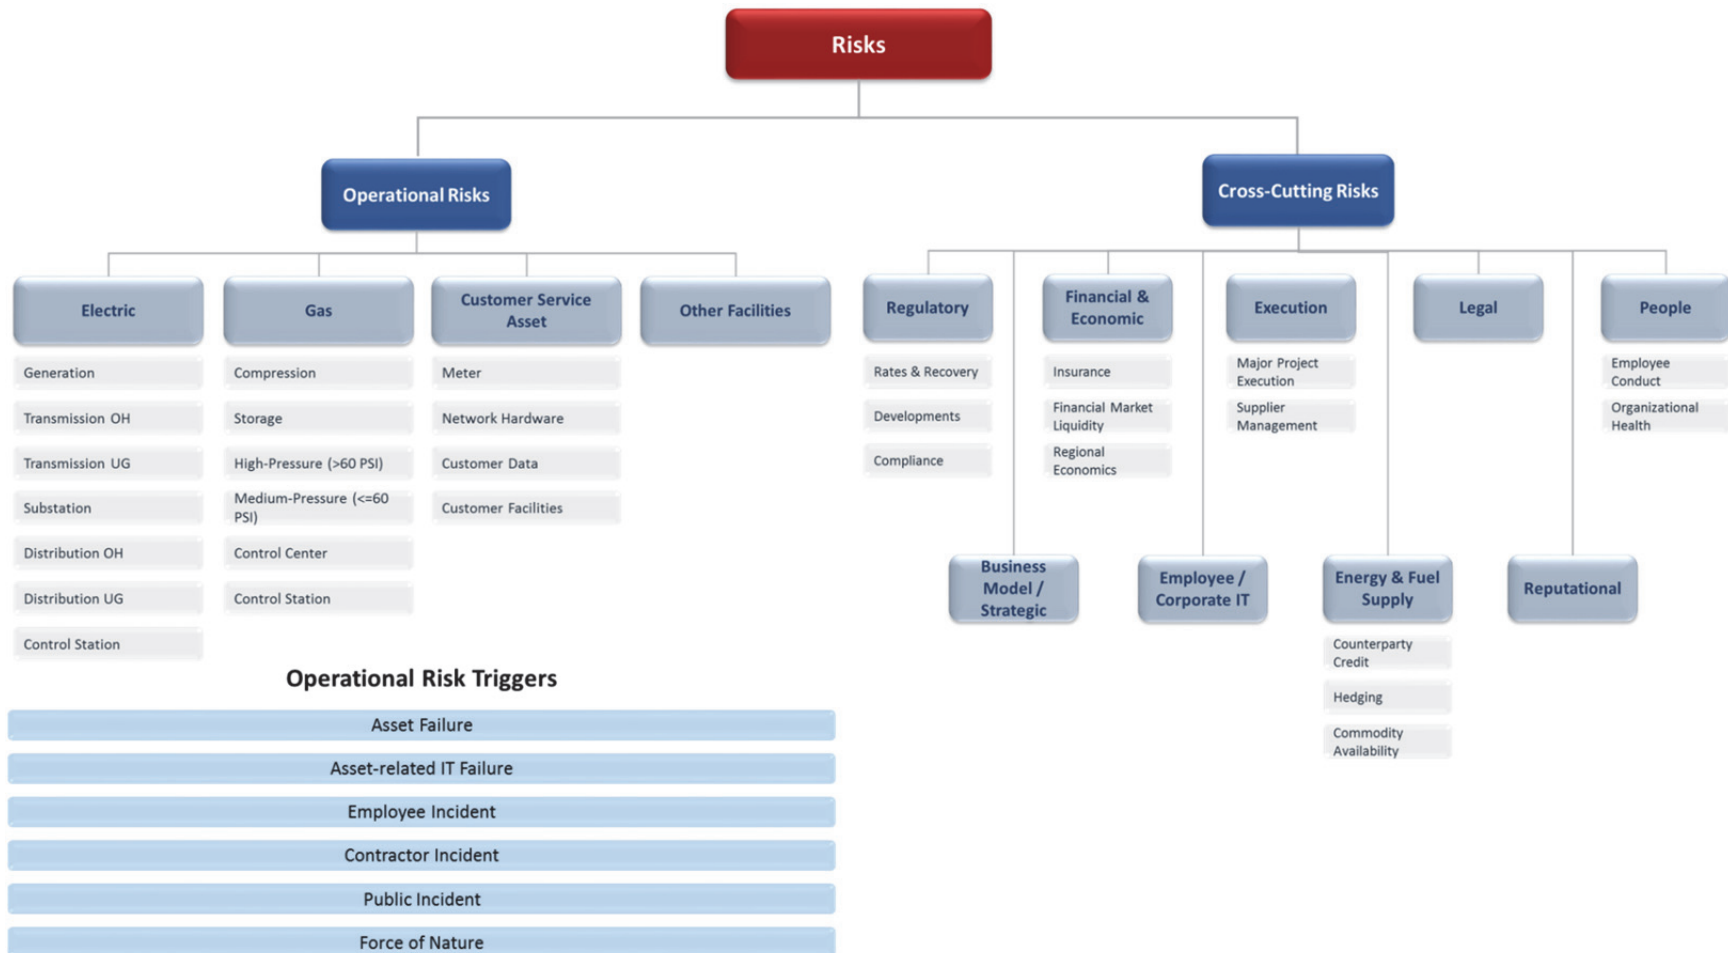 Risks
Operational Risks
Cross-Cutting Risks
Electric
Generation
Transmission OH
Transmission UG
Substation
Distribution OH
Distribution UG
Control Station
Gas
Compression
Storage
High-Pressure (>60 PSI)
Medium-Pressure (<=60
PSI)
Control Center
Control Station
Customer Service
Asset
Meter
Network Hardware
Customer Data
Customer Facilities
Other Facilities
Regulatory
Rates & Recovery
Developments
Compliance
Financial &
Economic
Insurance
Financial Market
Liquidity
Regional
Economics
Execution
Major Project
Execution
Supplier
Management
Legal
People
Employee
Conduct
Organizational
Health
Business
Model /
Strategic
Employee /
Corporate IT
Energy & Fuel
Supply
Counterparty
Credit
Hedging
Commodity
Availability
Reputational
Operational Risk Triggers
Asset Failure
Asset-related IT Failure
Employee Incident
Contractor Incident
Public Incident
Force of Nature